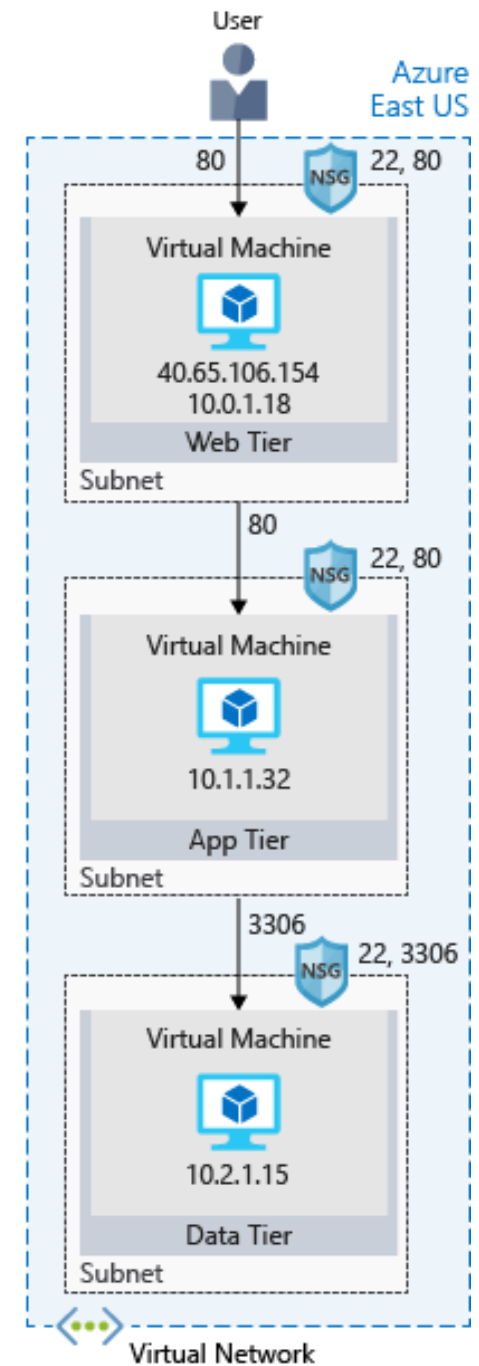 User
Azure
East US
80
NSG
22, 80
Virtual Machine
40.65.106.154
10.0.1.18
Web Tier
Subnet
80
NSG
22, 80
Virtual Machine
10.1.1.32
App Tier
Subnet
3306
NSG
22, 3306
Virtual Machine
10.2.1.15
Data Tier
Subnet
Virtual Network